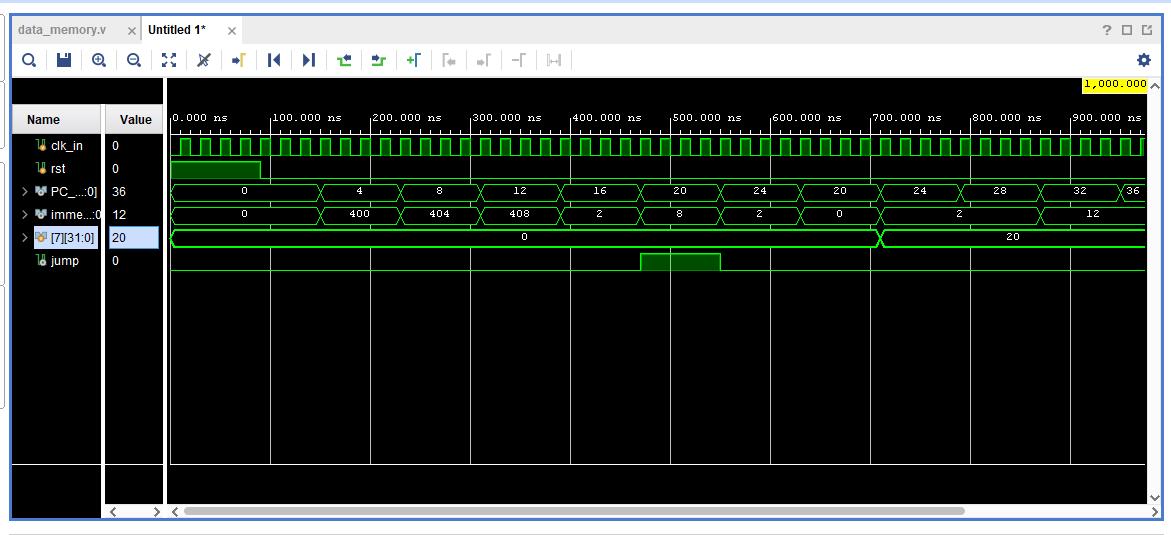 data_memory.v × Untitled 1* ×
?
1,000.000
Name Value
0.000 ns 100.000 ns 200.000 ns 300.000 ns 400.000 ns 500.000 ns 600.000 ns 700.000 ns 800.000 ns 900.000 ns
clk_in 0
rst 0
PC_...:0] 36 0 4 8 12 16 20 24 20 24 28 32 36
imme...:0 12 0 400 404 408 2 8 2 0 2 12
[7][31:0] 20 0 20
jump 0